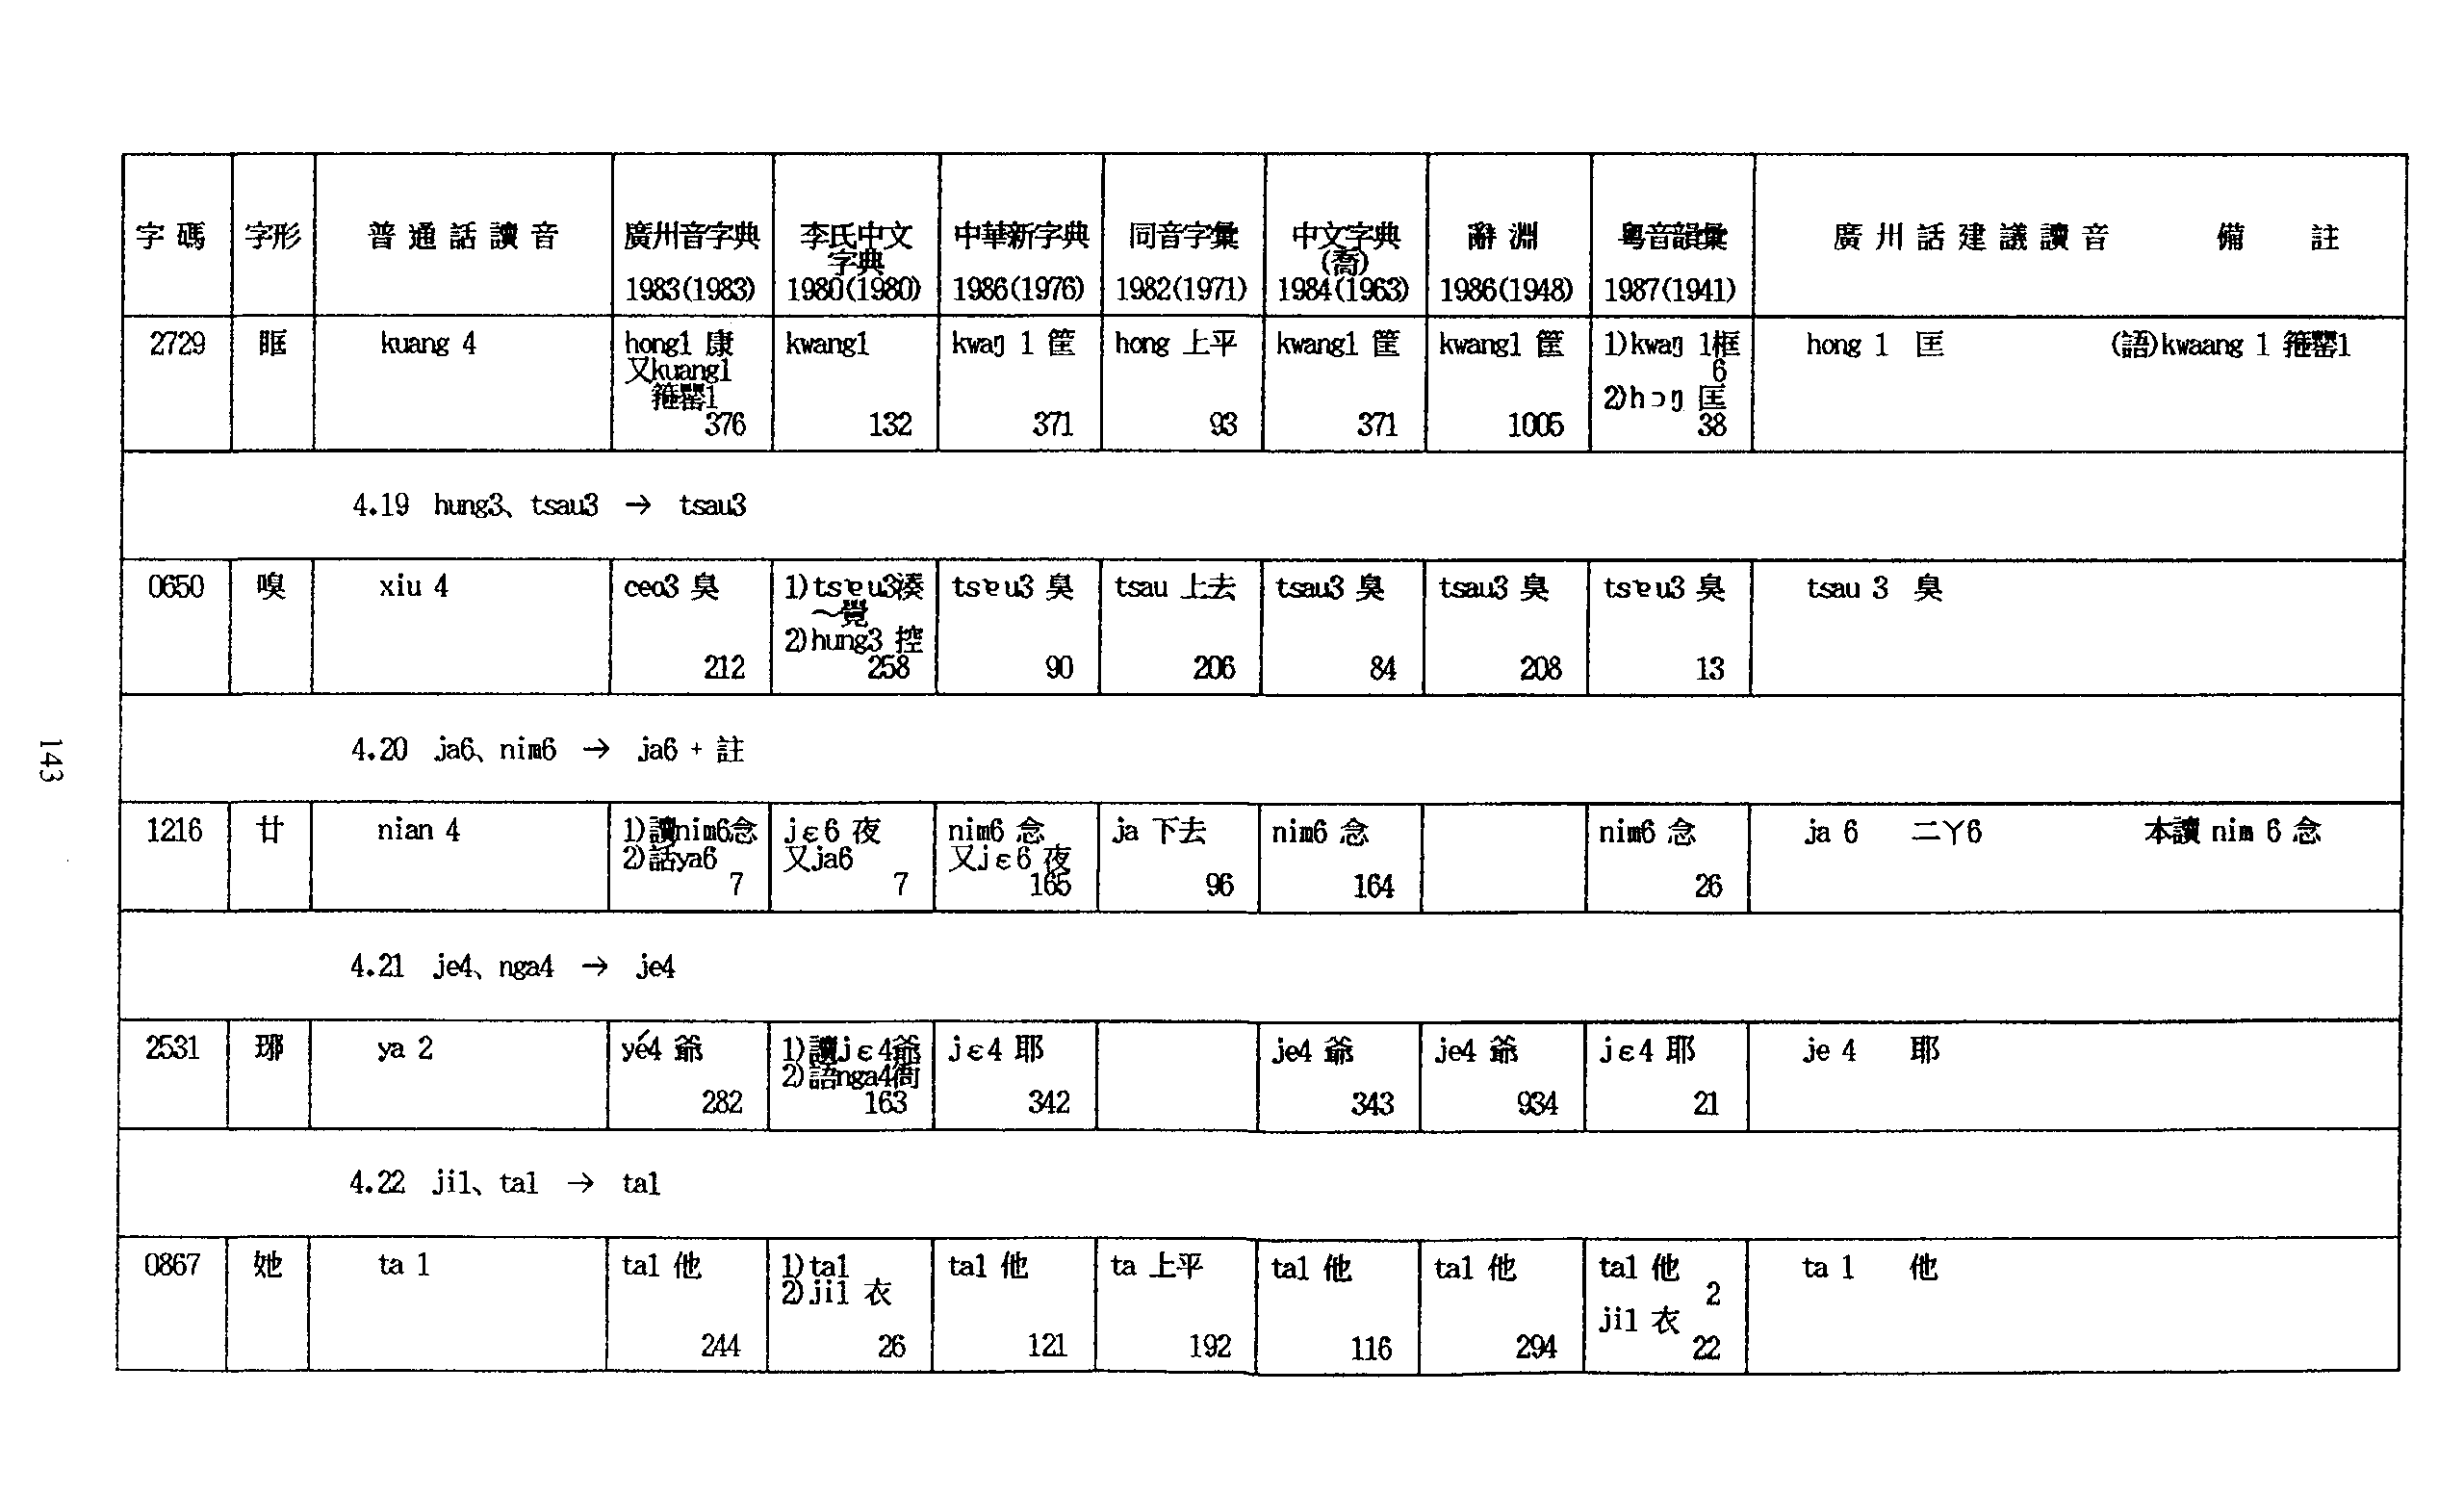 字碼 字形 普通話讀音 廣州音字典 1983(1983) 李氏中文字典 1980(1980) 中華新字典 1986(1976) 同音字彙 1982(1971) 中文字典(喬) 1984(1963) 辭淵 1986(1948) 粵音韻彙 1987(1941) 廣州話建議讀音 備註
2729 眶 kuang 4 hong1 康 又kuang1 箍罌1 376 kwang1 132 kwaŋ 1 筐 371 hong 上平 93 kwang1 筐 371 kwang1 筐 1005 1)kwaŋ 1框 6 2)hɔŋ 匡 38 hong 1 匡 (語)kwaang 1 箍罌1
4.19 hung3、tsau3 → tsau3
0650 嗅 xiu 4 ceo3 臭 212 1)tsɐu3湊 ～覺 2)hung3 控 258 tsɐu3 臭 90 tsau 上去 206 tsau3 臭 84 tsau3 臭 208 tsɐu3 臭 13 tsau 3 臭
4.20 ja6、nim6 → ja6 + 註
1216 廿 nian 4 1)讀nim6念 2)話ya6 7 jɛ6 夜 又ja6 7 nim6 念 又jɛ6 夜 165 ja 下去 96 nim6 念 164 nim6 念 26 ja 6 二丫6 本讀 nim 6 念
4.21 je4、nga4 → je4
2531 琊 ya 2 yé4 爺 282 1)讀jɛ4爺 2)語nga4衙 163 jɛ4 耶 342 je4 爺 343 je4 爺 934 jɛ4 耶 21 je 4 耶
4.22 ji1、ta1 → ta1
0867 她 ta 1 ta1 他 244 1)ta1 2)ji1 衣 26 ta1 他 121 ta 上平 192 ta1 他 116 ta1 他 294 ta1 他 2 ji1 衣 22 ta 1 他
143